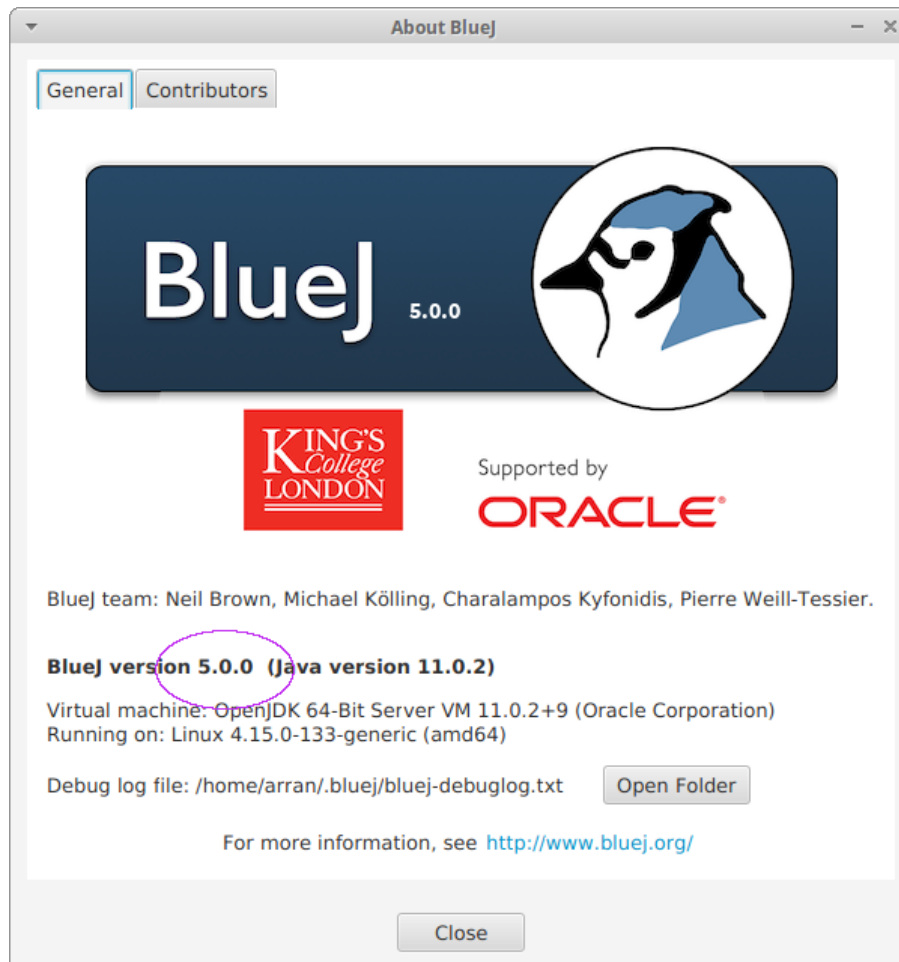 About BlueJ
General Contributors
BlueJ 5.0.0
KING'S
College
LONDON
Supported by
ORACLE®
BlueJ team: Neil Brown, Michael Kölling, Charalampos Kyfonidis, Pierre Weill-Tessier.
BlueJ version 5.0.0 (Java version 11.0.2)
Virtual machine: OpenJDK 64-Bit Server VM 11.0.2+9 (Oracle Corporation)
Running on: Linux 4.15.0-133-generic (amd64)
Debug log file: /home/arran/.bluej/bluej-debuglog.txt Open Folder
For more information, see http://www.bluej.org/
Close